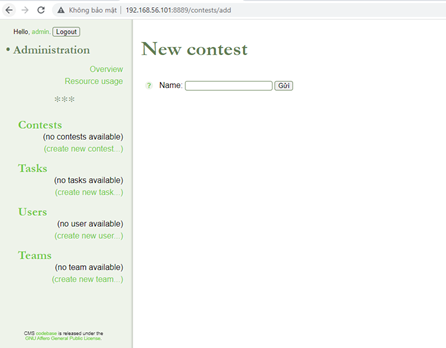 Không bảo mật | 192.168.56.101:8889/contests/add
Hello, admin. Logout
• Administration
Overview
Resource usage
***
Contests
(no contests available)
(create new contest...)
Tasks
(no tasks available)
(create new task...)
Users
(no user available)
(create new user...)
Teams
(no team available)
(create new team...)
CMS codebase is released under the
GNU Affero General Public License.
New contest
? Name: Gửi